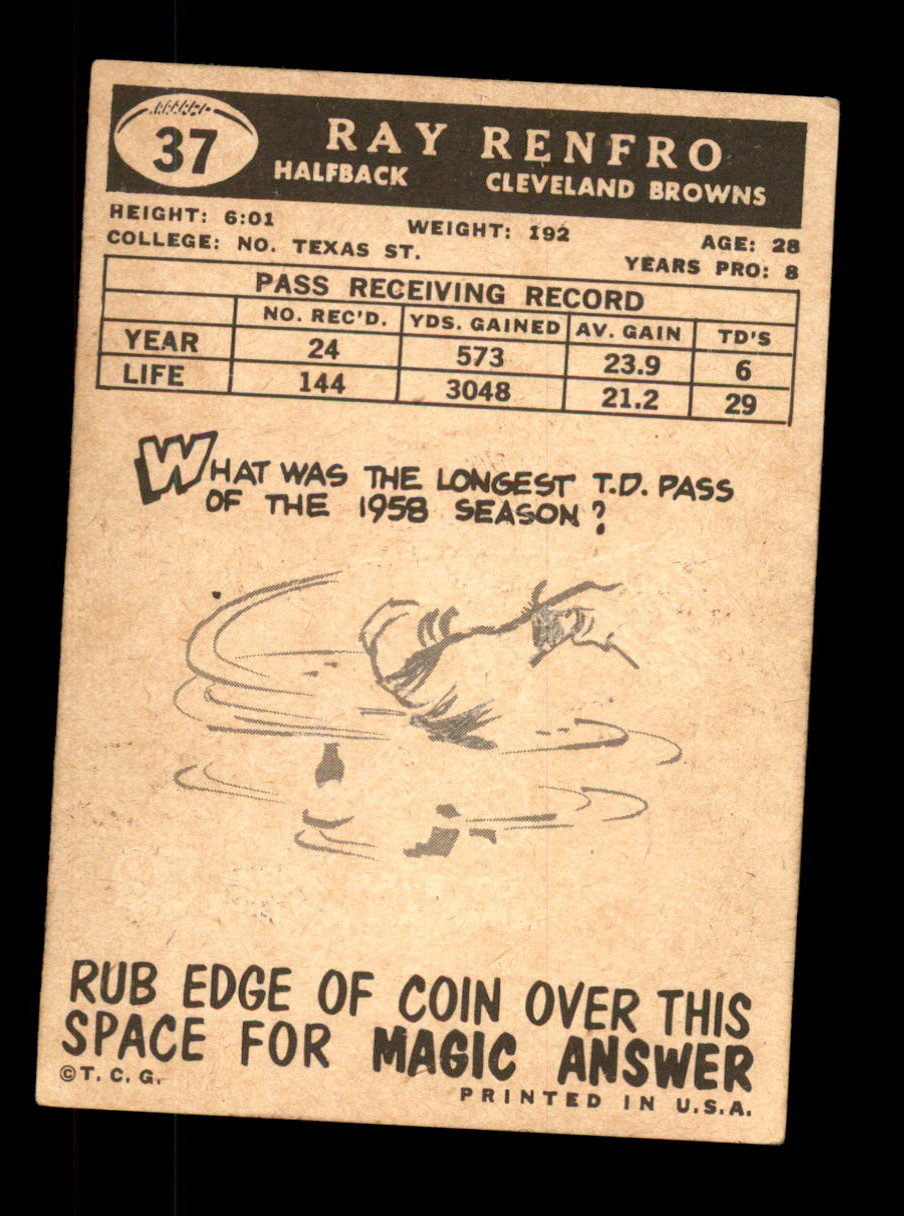 37
RAY RENFRO
HALFBACK CLEVELAND BROWNS
HEIGHT: 6:01 WEIGHT: 192 AGE: 28
COLLEGE: NO. TEXAS ST. YEARS PRO: 8
PASS RECEIVING RECORD
NO. REC'D. YDS. GAINED AV. GAIN TD'S
YEAR 24 573 23.9 6
LIFE 144 3048 21.2 29
WHAT WAS THE LONGEST T.D. PASS
OF THE 1958 SEASON?
RUB EDGE OF COIN OVER THIS
SPACE FOR MAGIC ANSWER
©T. C. G. PRINTED IN U.S.A.